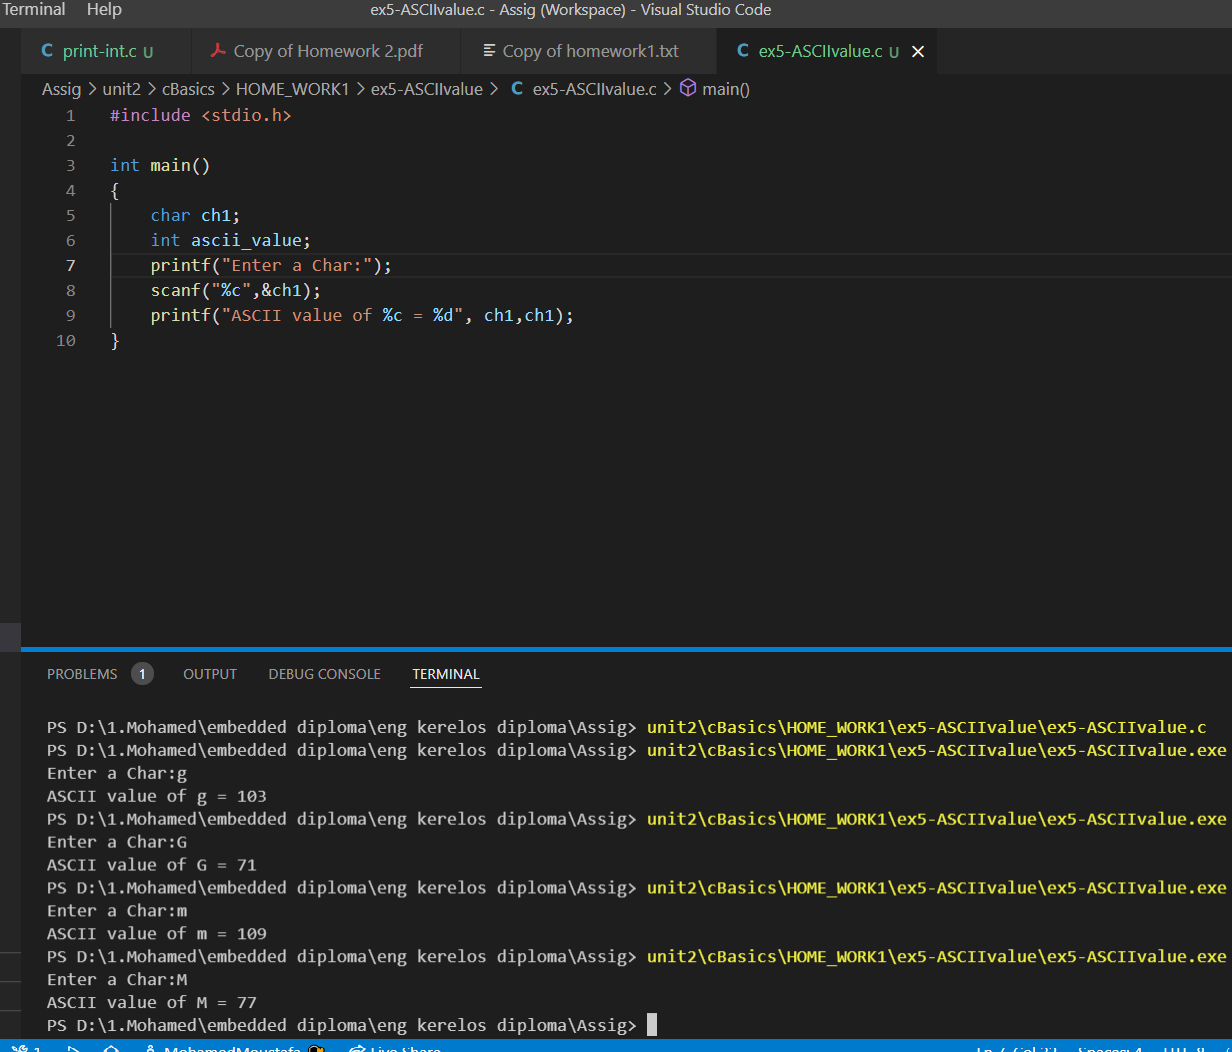 Terminal Help ex5-ASCIIvalue.c - Assig (Workspace) - Visual Studio Code
C print-int.c U Copy of Homework 2.pdf Copy of homework1.txt C ex5-ASCIIvalue.c U ×
Assig > unit2 > cBasics > HOME_WORK1 > ex5-ASCIIvalue > C ex5-ASCIIvalue.c > main()
1 #include <stdio.h>
2
3 int main()
4 {
5 char ch1;
6 int ascii_value;
7 printf("Enter a Char:");
8 scanf("%c",&ch1);
9 printf("ASCII value of %c = %d", ch1,ch1);
10 }
PROBLEMS 1 OUTPUT DEBUG CONSOLE TERMINAL
PS D:\1.Mohamed\embedded diploma\eng kerelos diploma\Assig> unit2\cBasics\HOME_WORK1\ex5-ASCIIvalue\ex5-ASCIIvalue.c
PS D:\1.Mohamed\embedded diploma\eng kerelos diploma\Assig> unit2\cBasics\HOME_WORK1\ex5-ASCIIvalue\ex5-ASCIIvalue.exe
Enter a Char:g
ASCII value of g = 103
PS D:\1.Mohamed\embedded diploma\eng kerelos diploma\Assig> unit2\cBasics\HOME_WORK1\ex5-ASCIIvalue\ex5-ASCIIvalue.exe
Enter a Char:G
ASCII value of G = 71
PS D:\1.Mohamed\embedded diploma\eng kerelos diploma\Assig> unit2\cBasics\HOME_WORK1\ex5-ASCIIvalue\ex5-ASCIIvalue.exe
Enter a Char:m
ASCII value of m = 109
PS D:\1.Mohamed\embedded diploma\eng kerelos diploma\Assig> unit2\cBasics\HOME_WORK1\ex5-ASCIIvalue\ex5-ASCIIvalue.exe
Enter a Char:M
ASCII value of M = 77
PS D:\1.Mohamed\embedded diploma\eng kerelos diploma\Assig>
1 MohamedMoustafa Live Share Spaces: 4 UTF-8